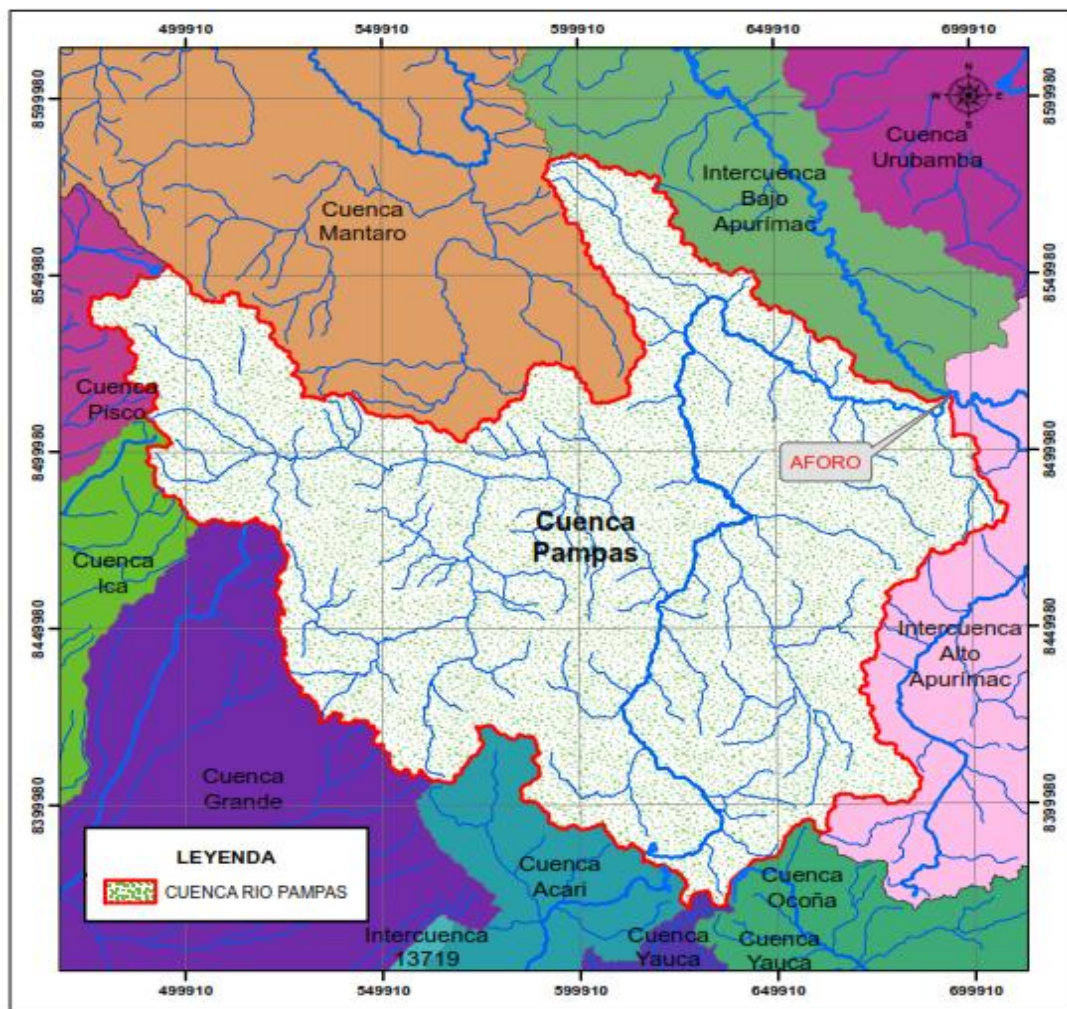 499910 549910 599910 649910 699910
8599980 8599980
N
W E
S
Cuenca
Urubamba
Intercuenca
Bajo
Apurímac
Cuenca
Mantaro
8549980 8549980
Cuenca
Pisco
8499980 8499980
AFORO
Cuenca
Pampas
Cuenca
Ica
8449980 8449980
Intercuenca
Alto
Apurímac
Cuenca
Grande
8399980 8399980
LEYENDA
CUENCA RIO PAMPAS
Cuenca
Acarí
Cuenca
Ocoña
Intercuenca
13719
Cuenca
Yauca
Cuenca
Yauca
499910 549910 599910 649910 699910